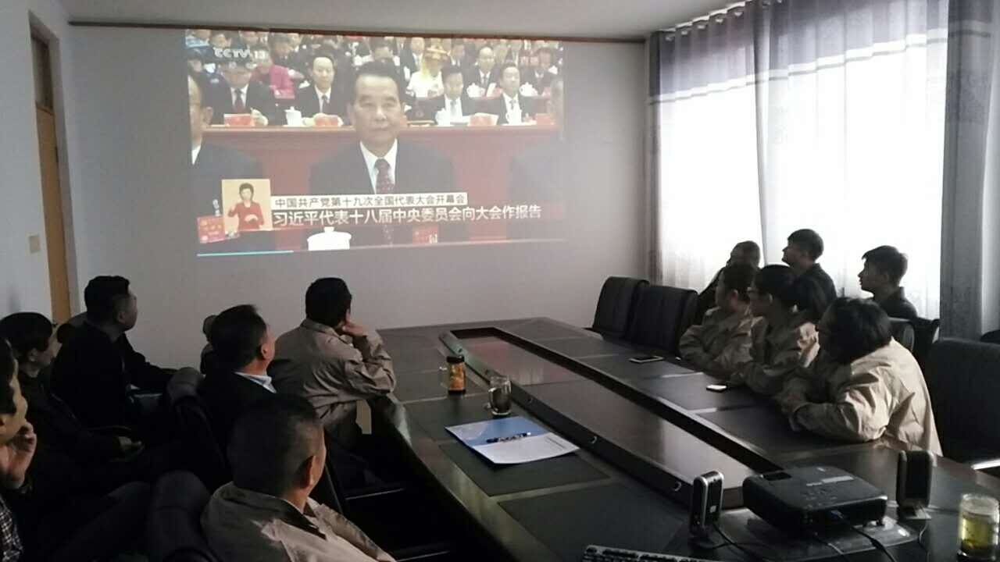 CCTV 13
中国共产党第十九次全国代表大会开幕会
习近平代表十八届中央委员会向大会作报告